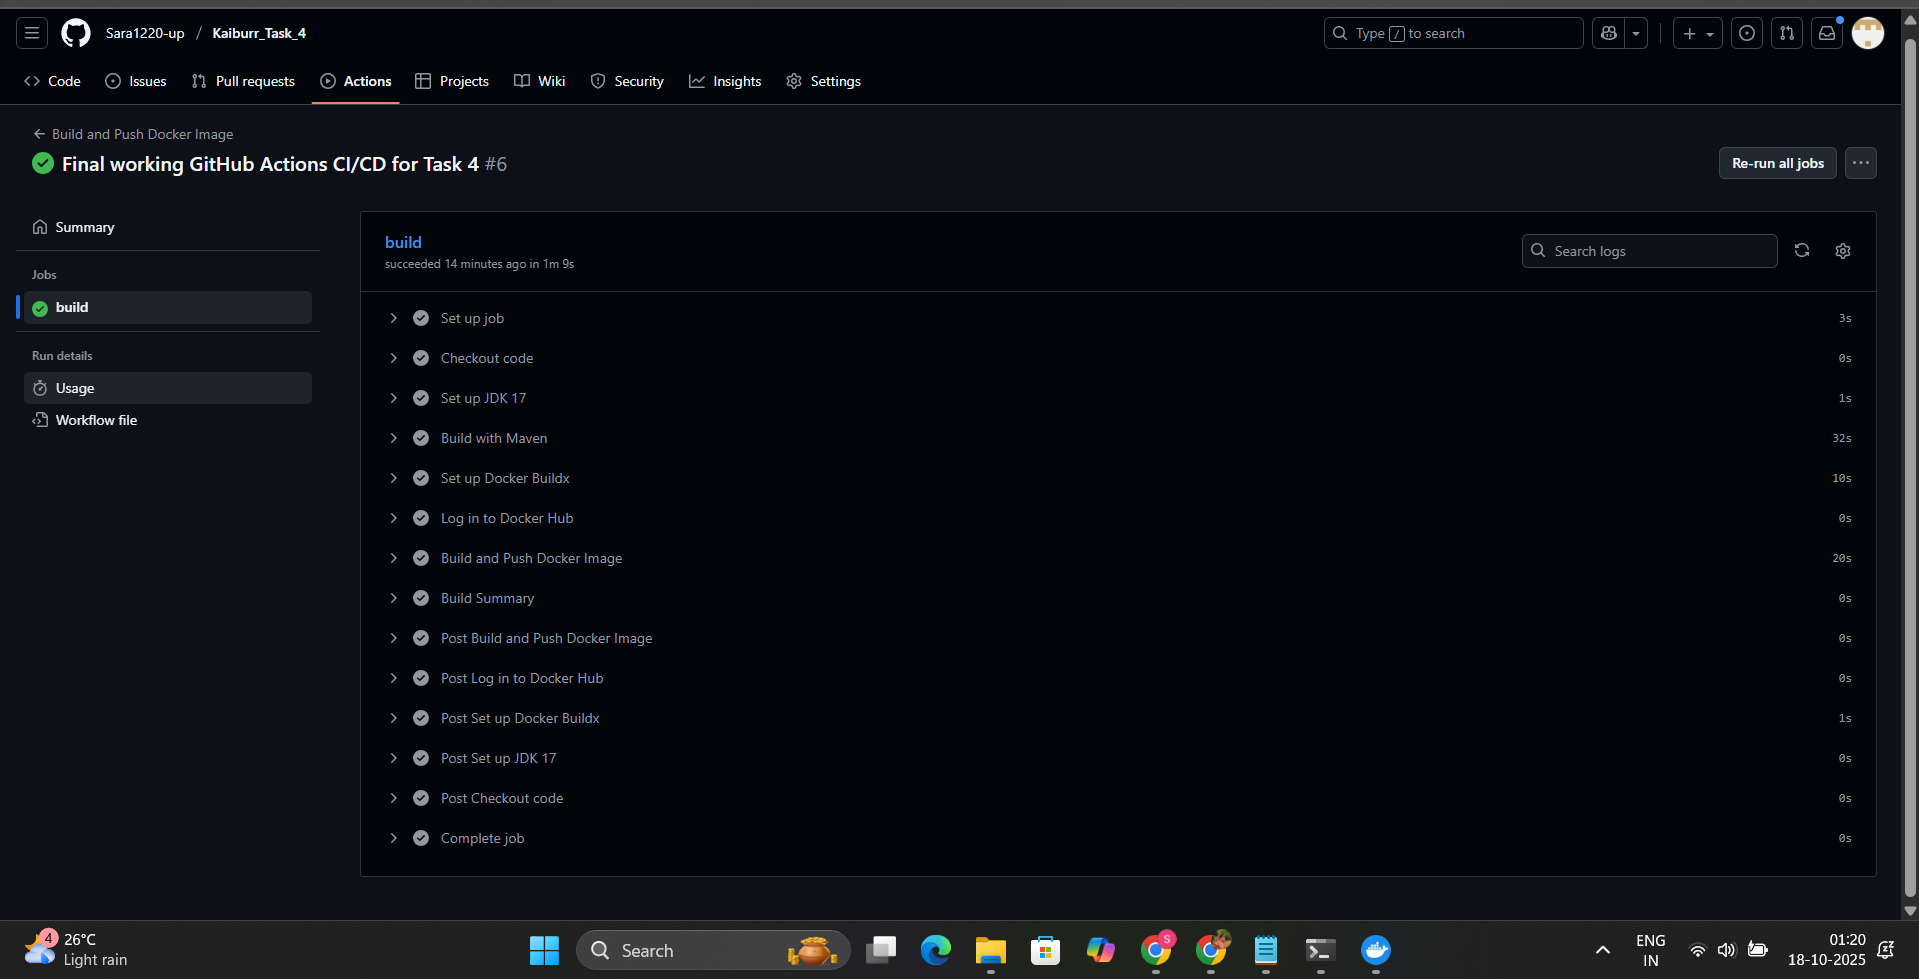 Sara1220-up / Kaiburr_Task_4
Type / to search
Code
Issues
Pull requests
Actions
Projects
Wiki
Security
Insights
Settings
Build and Push Docker Image
Final working GitHub Actions CI/CD for Task 4 #6
Re-run all jobs
Summary
Jobs
build
Run details
Usage
Workflow file
build
succeeded 14 minutes ago in 1m 9s
Search logs
Set up job 3s
Checkout code 0s
Set up JDK 17 1s
Build with Maven 32s
Set up Docker Buildx 10s
Log in to Docker Hub 0s
Build and Push Docker Image 20s
Build Summary 0s
Post Build and Push Docker Image 0s
Post Log in to Docker Hub 0s
Post Set up Docker Buildx 1s
Post Set up JDK 17 0s
Post Checkout code 0s
Complete job 0s
4
26°C
Light rain
Search
S
ENG
IN
01:20
18-10-2025